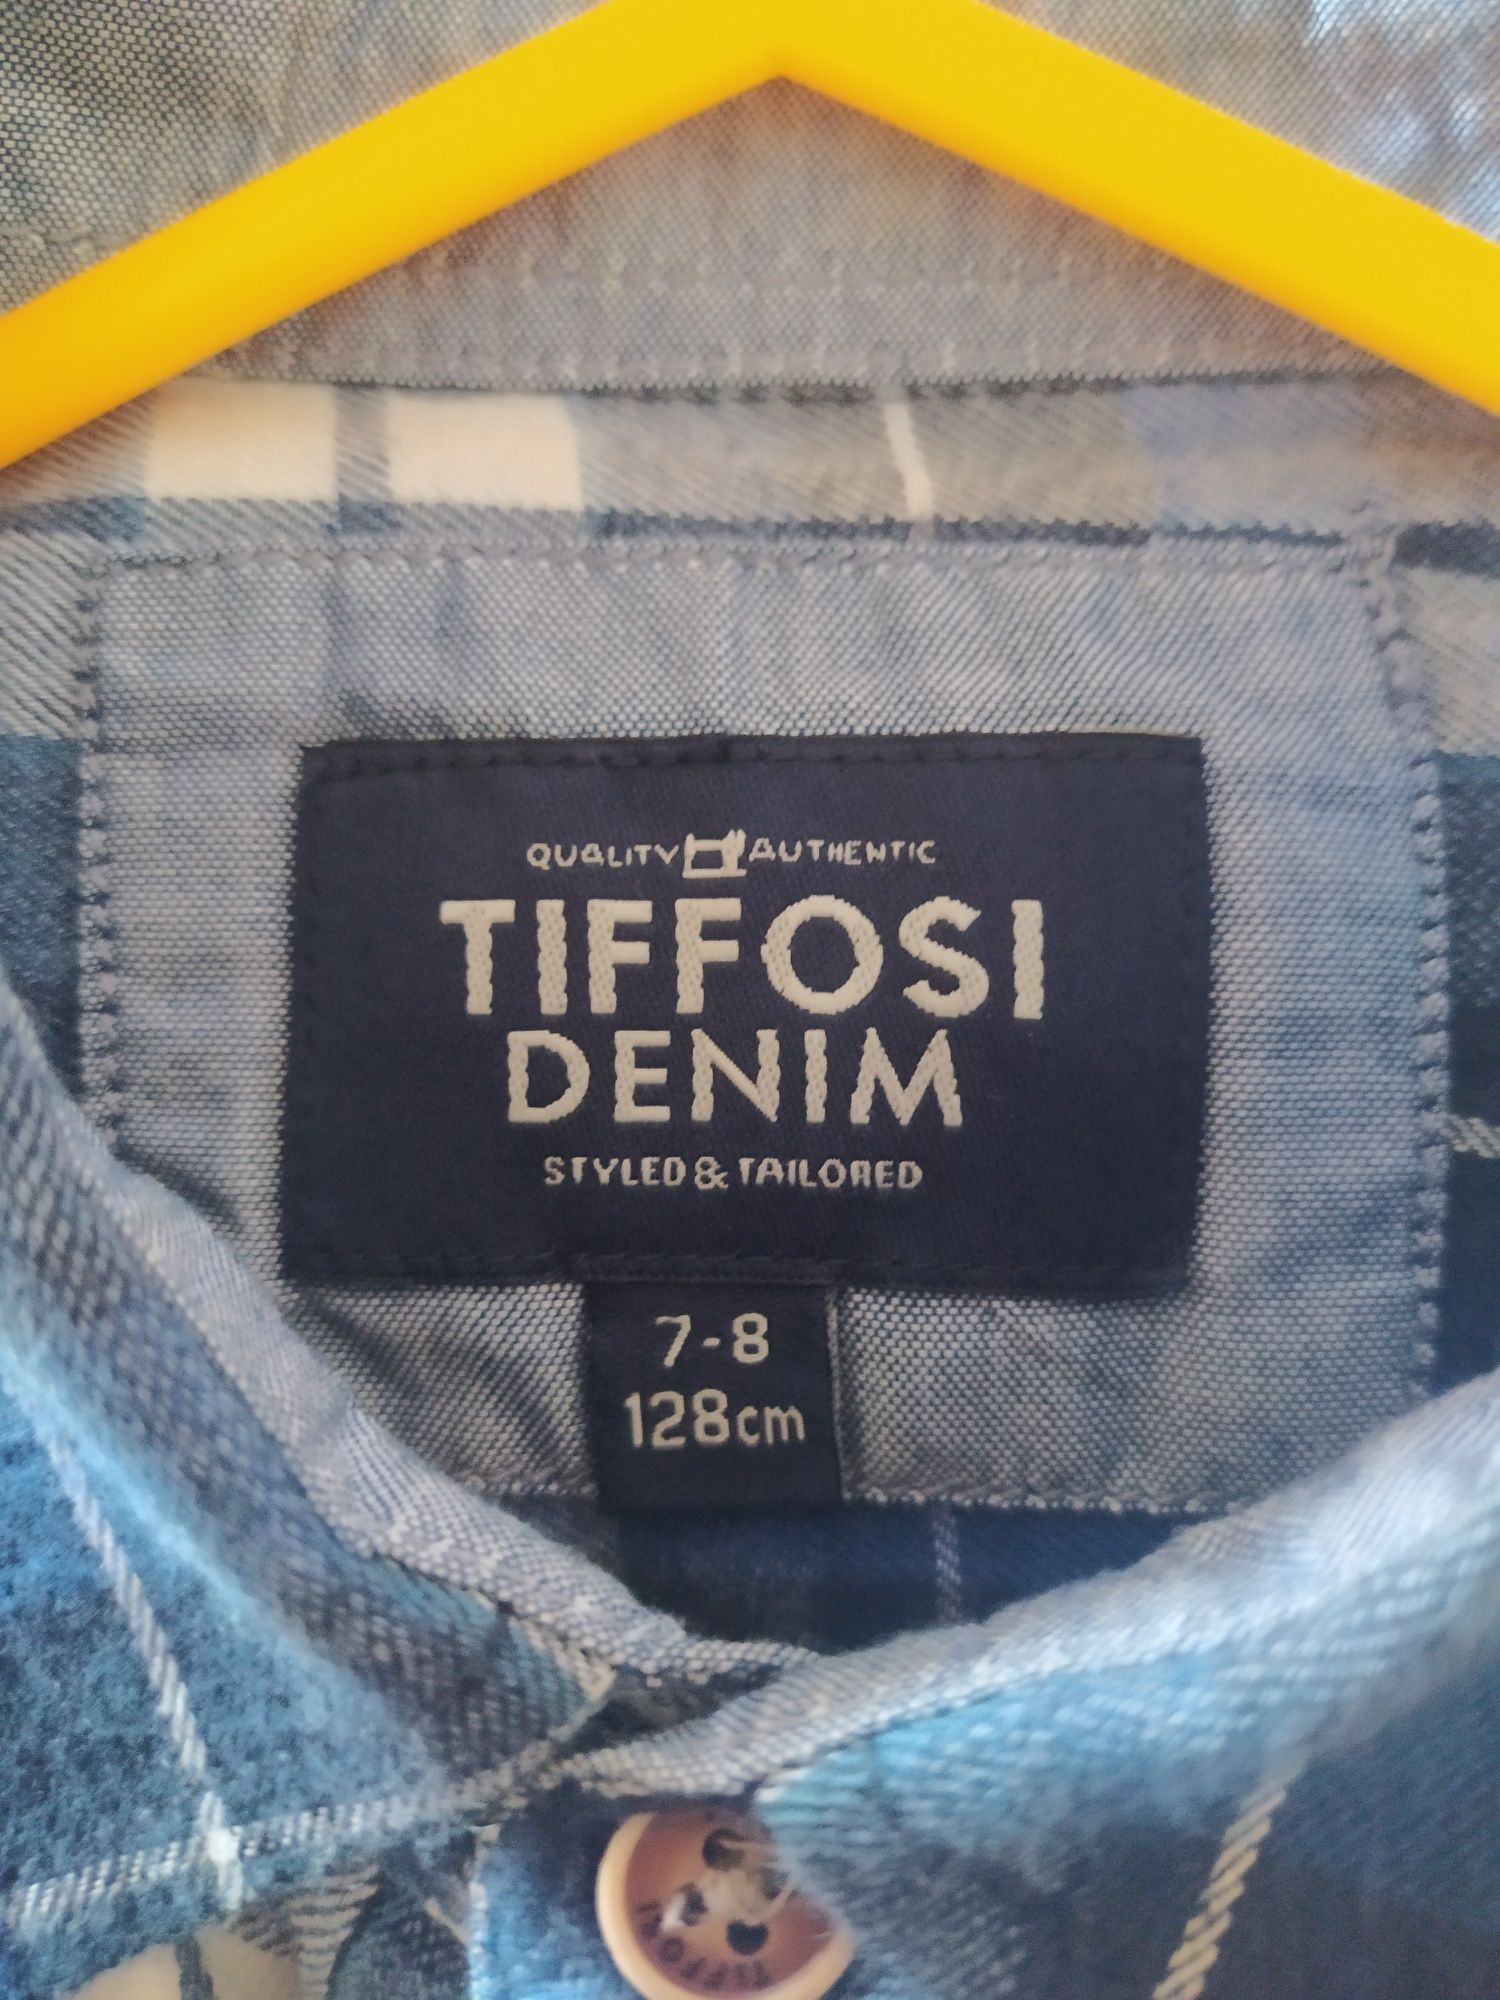 QUALITY AUTHENTIC
TIFFOSI
DENIM
STYLED & TAILORED
7-8
128cm
TIFFOSI